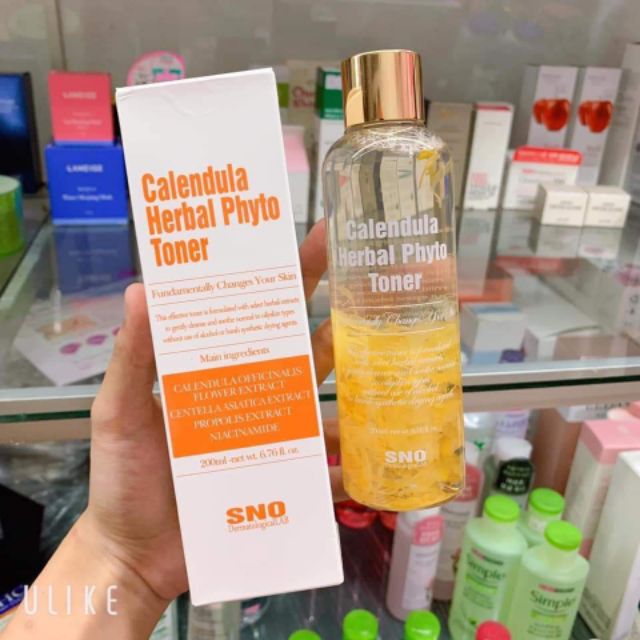 Calendula
Herbal Phyto
Toner
Fundamentally Changes Your Skin
This effective toner is formulated with select herbal extracts
to gently cleanse and soothe normal to
without use of alcohol or harsh synthetic drying agents
Main ingredients
CALENDULA OFFICINALIS
FLOWER EXTRACT
CENTELLA ASIATICA EXTRACT
PROPOLIS EXTRACT
NIACINAMIDE
200ml-net wt. 6.76 fl. oz.
SNO
DermatologicalLAB
Calendula
Herbal Phyto
Toner
SNO
LANEIGE
LANEIGE
Simple
Simple
ULIKE